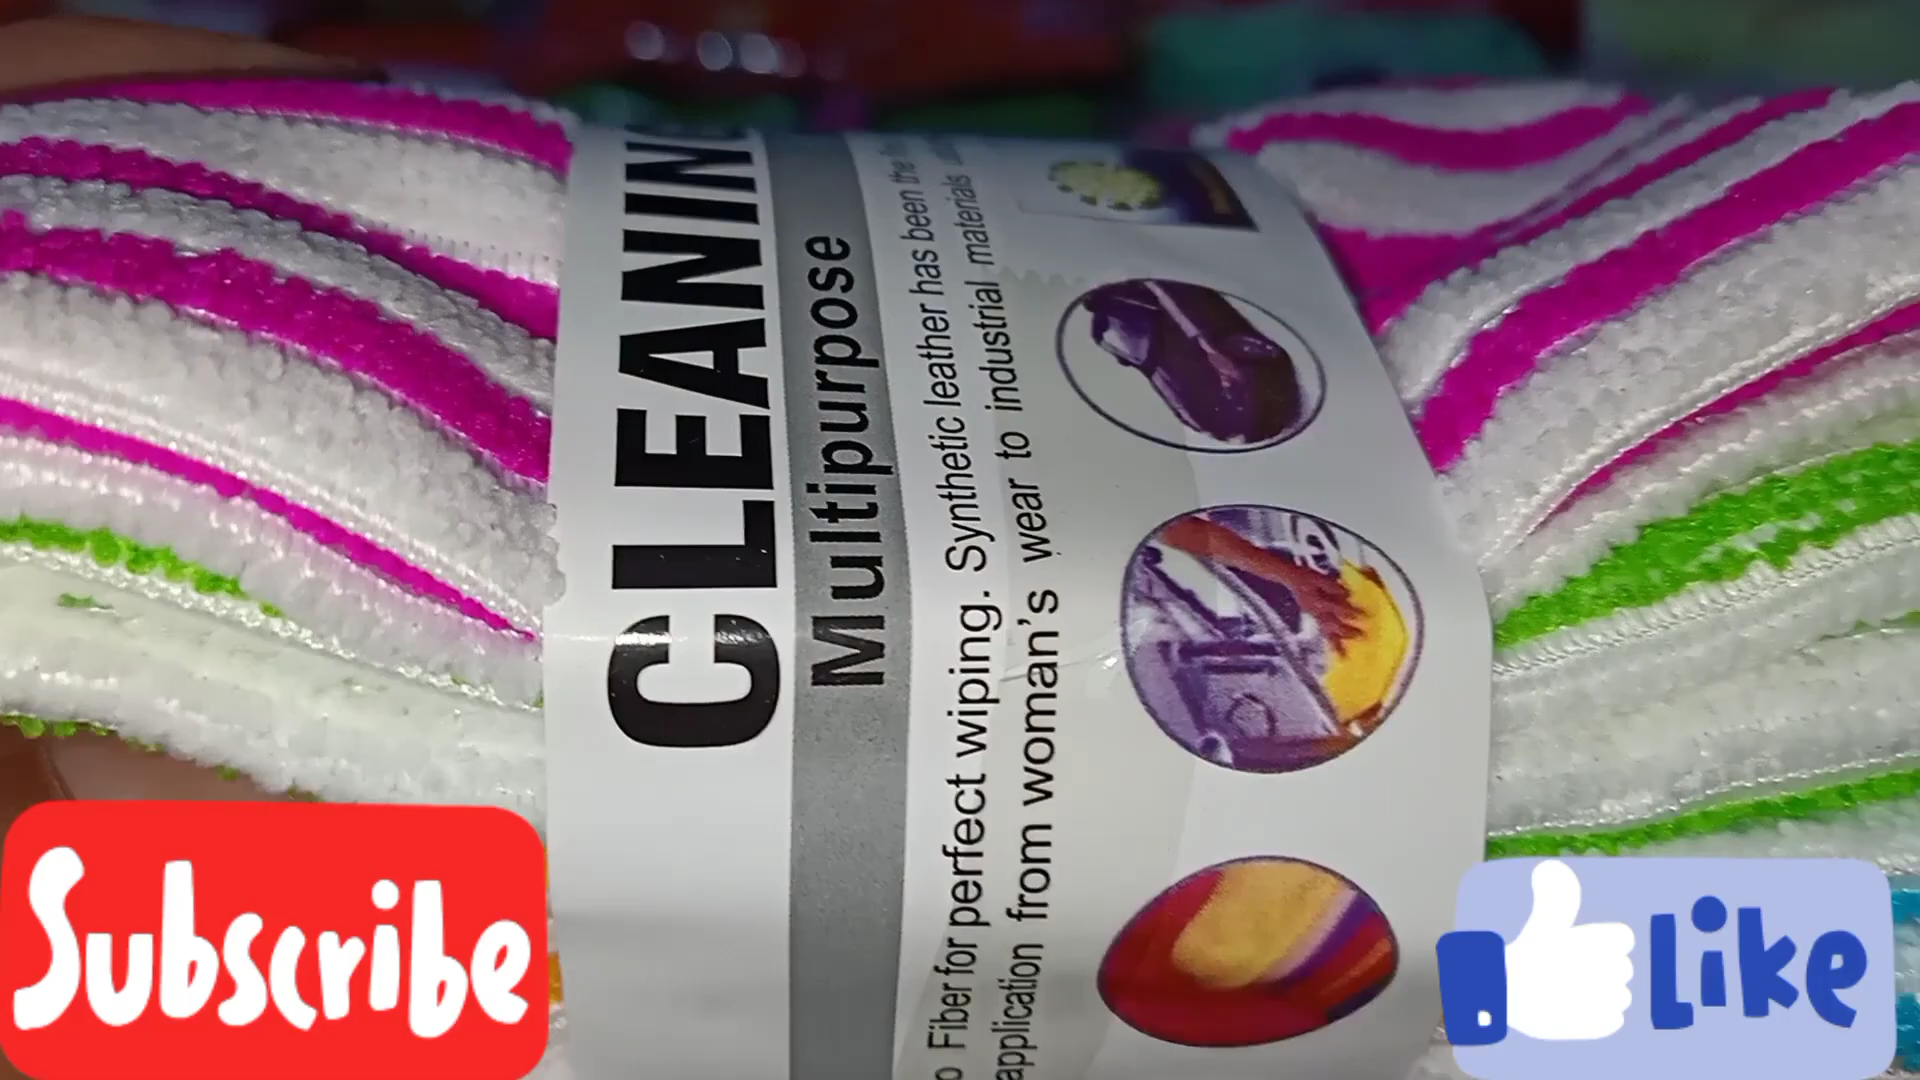 CLEANING
Multipurpose
Fiber for perfect wiping. Synthetic leather has been the
application from woman's wear to industrial materials
Subscribe
Like